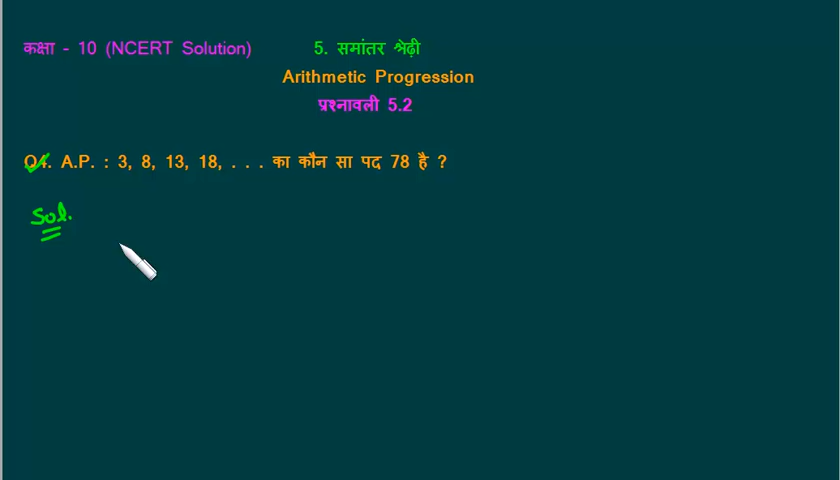 कक्षा - 10 (NCERT Solution) 5. समांतर श्रेढ़ी
Arithmetic Progression
प्रश्नावली 5.2
Q4. A.P. : 3, 8, 13, 18, . . . का कौन सा पद 78 है ?
Sol.